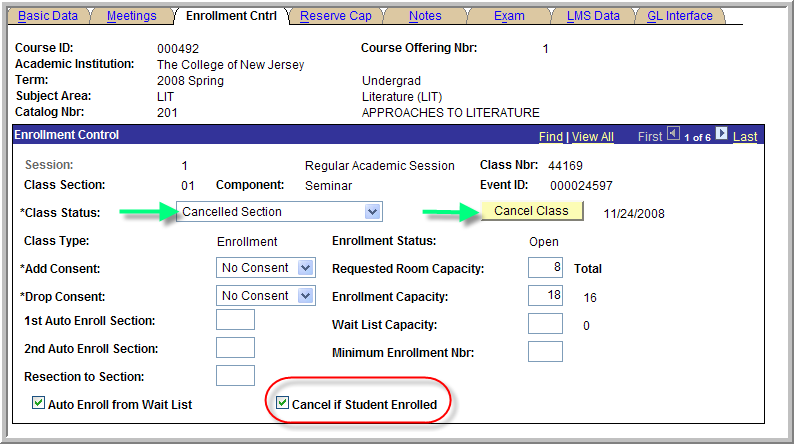 Basic Data Meetings Enrollment Cntrl Reserve Cap Notes Exam LMS Data GL Interface
Course ID: 000492 Course Offering Nbr: 1
Academic Institution: The College of New Jersey
Term: 2008 Spring Undergrad
Subject Area: LIT Literature (LIT)
Catalog Nbr: 201 APPROACHES TO LITERATURE
Enrollment Control Find | View All First 1 of 6 Last
Session: 1 Regular Academic Session Class Nbr: 44169
Class Section: 01 Component: Seminar Event ID: 000024597
*Class Status: Cancelled Section Cancel Class 11/24/2008
Class Type: Enrollment Enrollment Status: Open
*Add Consent: No Consent Requested Room Capacity: 8 Total
*Drop Consent: No Consent Enrollment Capacity: 18 16
1st Auto Enroll Section: Wait List Capacity: 0
2nd Auto Enroll Section: Minimum Enrollment Nbr:
Resection to Section:
Auto Enroll from Wait List Cancel if Student Enrolled